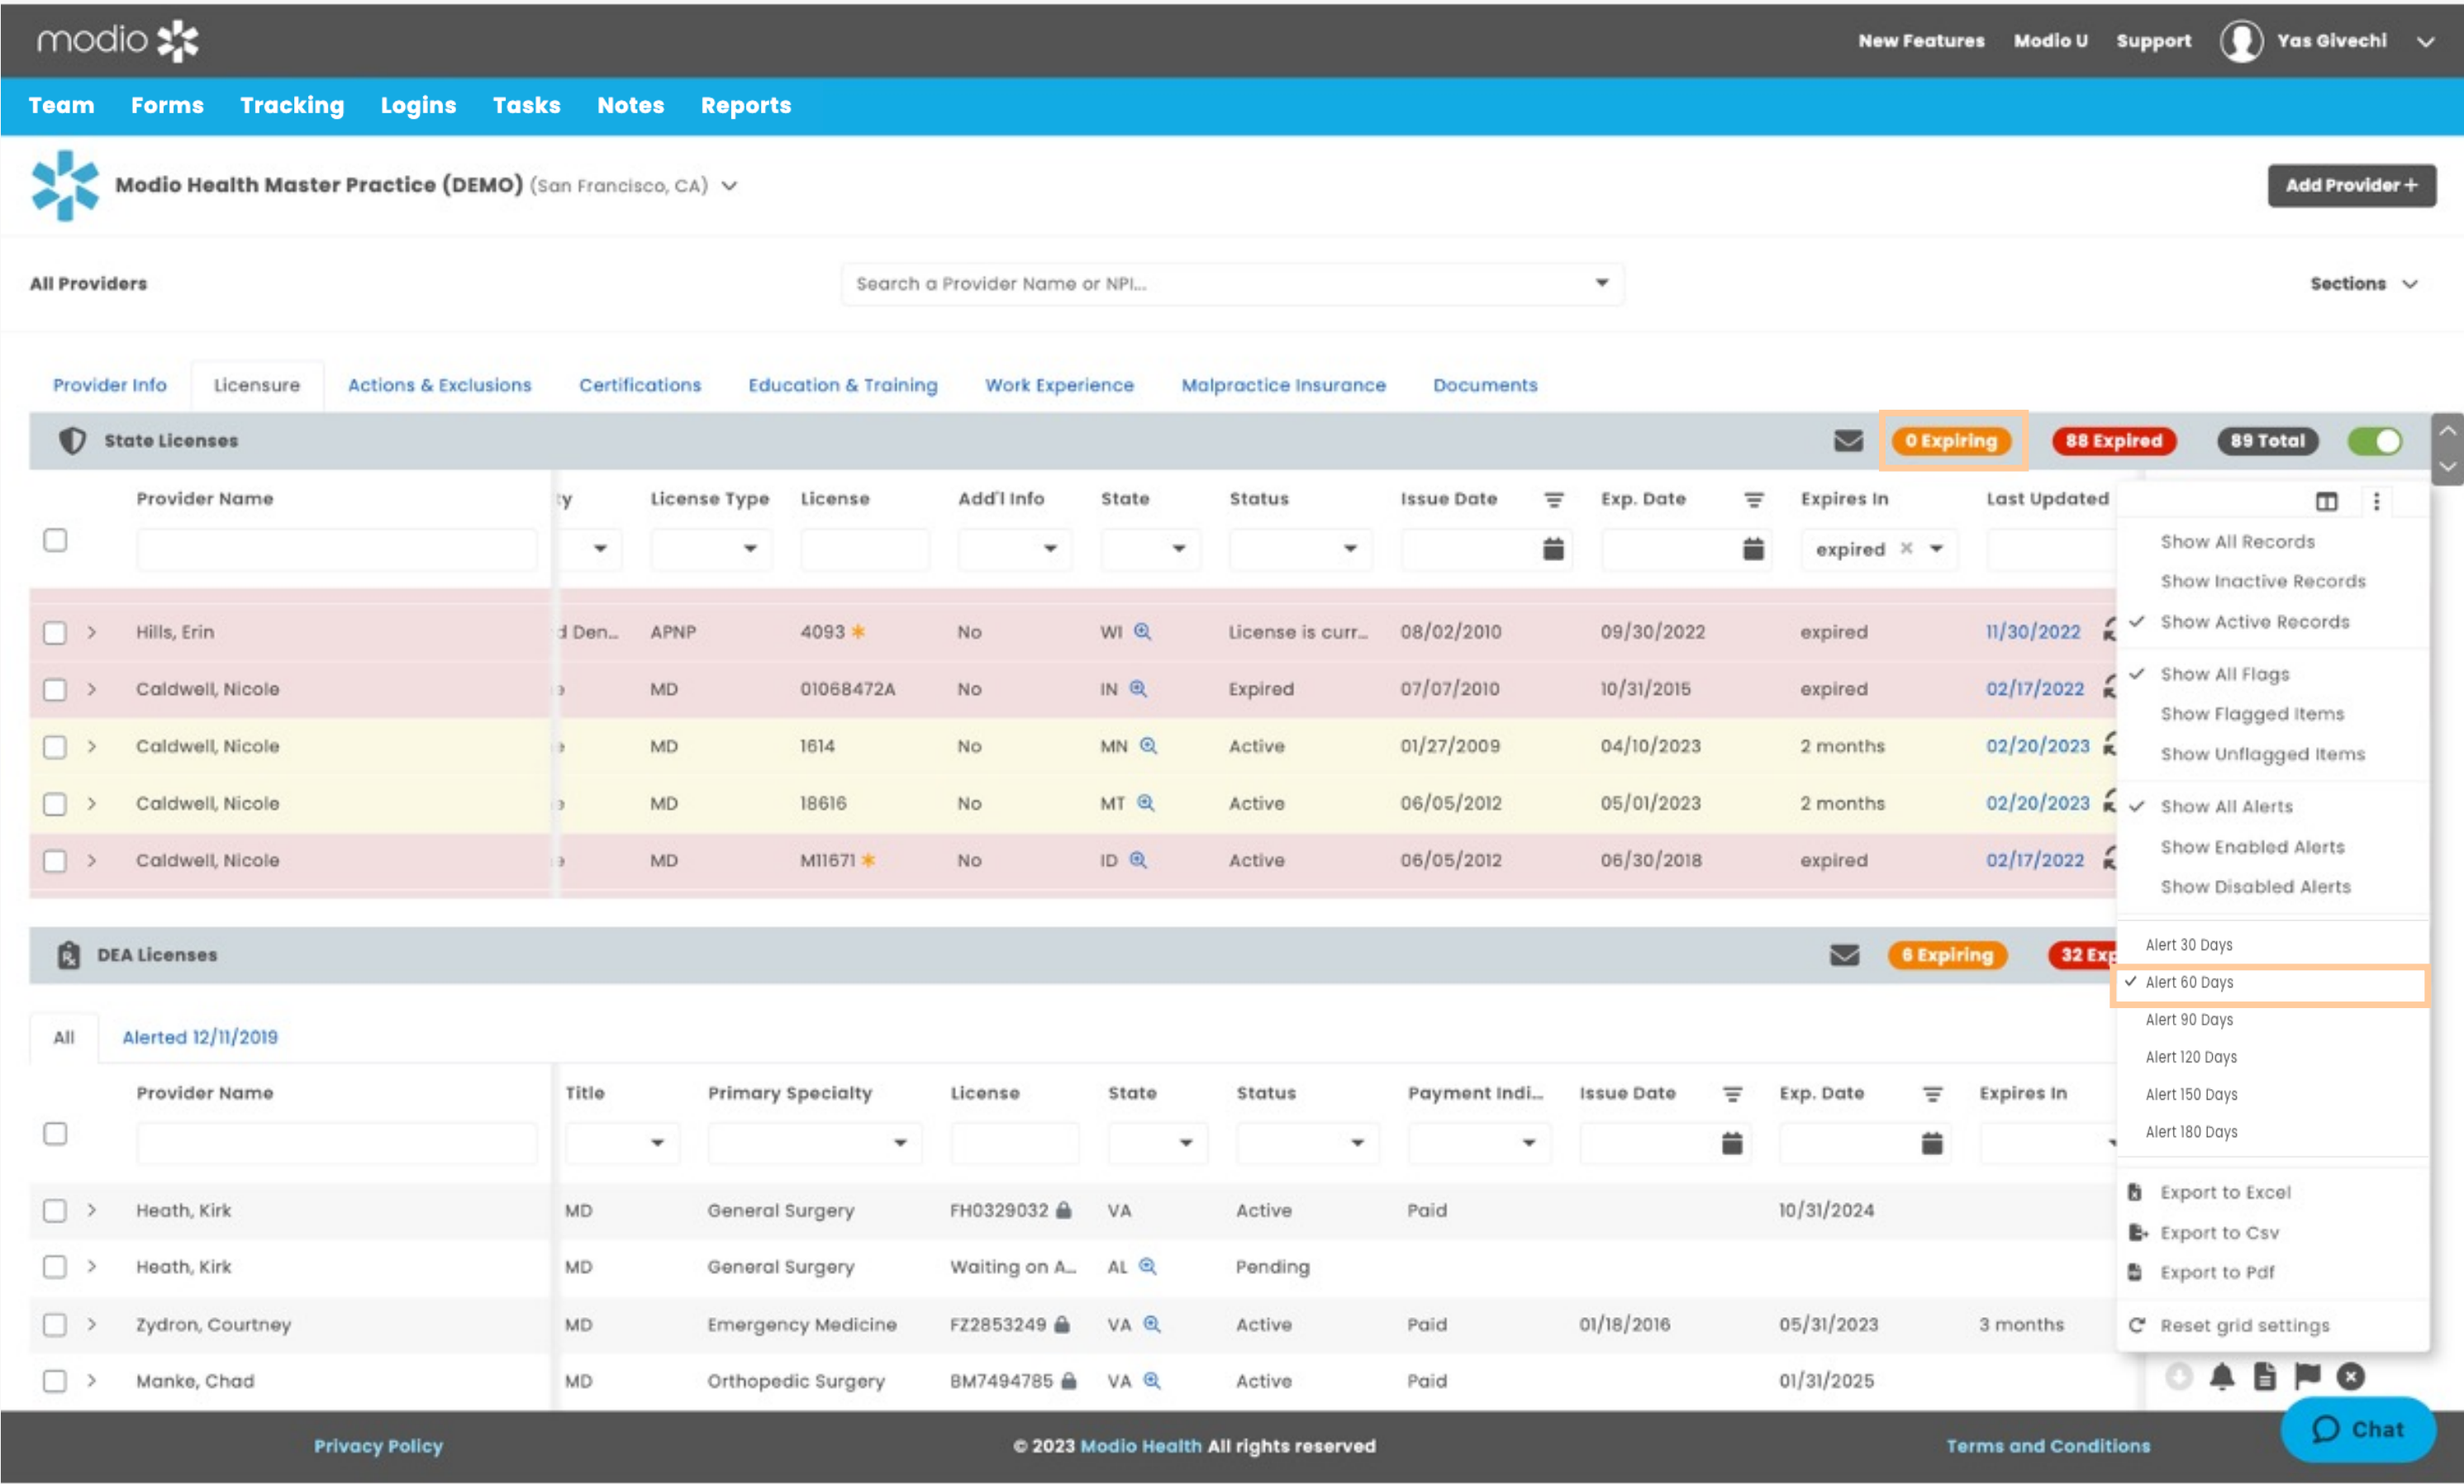 modio
New Features Modio U Support Yas Givechi
Team Forms Tracking Logins Tasks Notes Reports
Modio Health Master Practice (DEMO) (San Francisco, CA)
Add Provider+
All Providers
Search a Provider Name or NPI...
Sections
Provider Info Licensure Actions & Exclusions Certifications Education & Training Work Experience Malpractice Insurance Documents
State Licenses 0 Expiring 88 Expired 89 Total
Provider Name ty License Type License Add'l Info State Status Issue Date Exp. Date Expires In Last Updated
expired ×
Hills, Erin d Den... APNP 4093 * No WI License is curr... 08/02/2010 09/30/2022 expired 11/30/2022
Caldwell, Nicole MD 01068472A No IN Expired 07/07/2010 10/31/2015 expired 02/17/2022
Caldwell, Nicole MD 1614 No MN Active 01/27/2009 04/10/2023 2 months 02/20/2023
Caldwell, Nicole MD 18616 No MT Active 06/05/2012 05/01/2023 2 months 02/20/2023
Caldwell, Nicole MD M11671 * No ID Active 06/05/2012 06/30/2018 expired 02/17/2022
Show All Records
Show Inactive Records
Show Active Records
Show All Flags
Show Flagged Items
Show Unflagged Items
Show All Alerts
Show Enabled Alerts
Show Disabled Alerts
Alert 30 Days
Alert 60 Days
Alert 90 Days
Alert 120 Days
Alert 150 Days
Alert 180 Days
Export to Excel
Export to Csv
Export to Pdf
Reset grid settings
DEA Licenses 6 Expiring 32 Exp
All Alerted 12/11/2019
Provider Name Title Primary Specialty License State Status Payment Indi... Issue Date Exp. Date Expires In
Heath, Kirk MD General Surgery FH0329032 VA Active Paid 10/31/2024
Heath, Kirk MD General Surgery Waiting on A... AL Pending
Zydron, Courtney MD Emergency Medicine FZ2853249 VA Active Paid 01/18/2016 05/31/2023 3 months
Manke, Chad MD Orthopedic Surgery BM7494785 VA Active Paid 01/31/2025
Privacy Policy © 2023 Modio Health All rights reserved Terms and Conditions
Chat